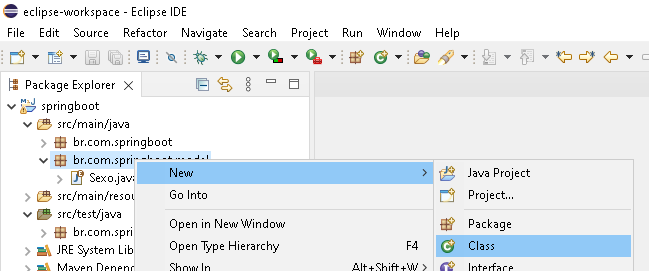 eclipse-workspace - Eclipse IDE
File Edit Source Refactor Navigate Search Project Run Window Help
Package Explorer
springboot
src/main/java
br.com.springboot
br.com.springboot.model
Sexo.java
src/main/resou
src/test/java
br.com.sp
JRE System Lib
Maven Depend
New
Go Into
Open in New Window
Open Type Hierarchy F4
Show In Alt+Shift+W
Java Project
Project...
Package
Class
Interface